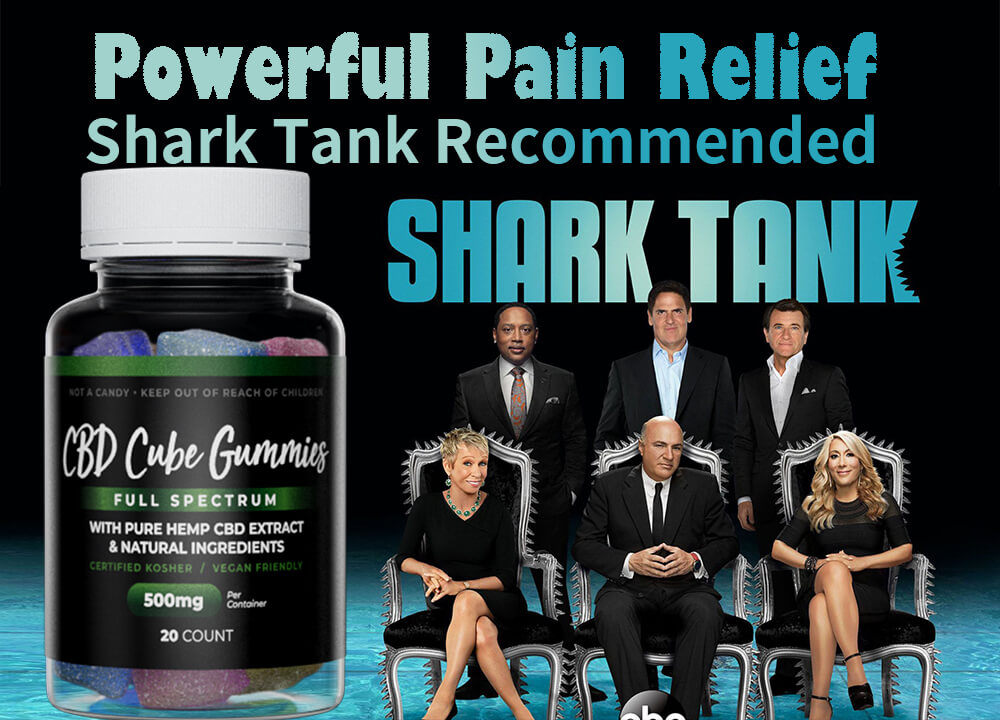 Powerful Pain Relief
Shark Tank Recommended
SHARK TANK
NOT A CANDY • KEEP OUT OF REACH OF CHILDREN
CBD Cube Gummies
FULL SPECTRUM
WITH PURE HEMP CBD EXTRACT
& NATURAL INGREDIENTS
CERTIFIED KOSHER / VEGAN FRIENDLY
500mg Per
Container
20 COUNT
abc